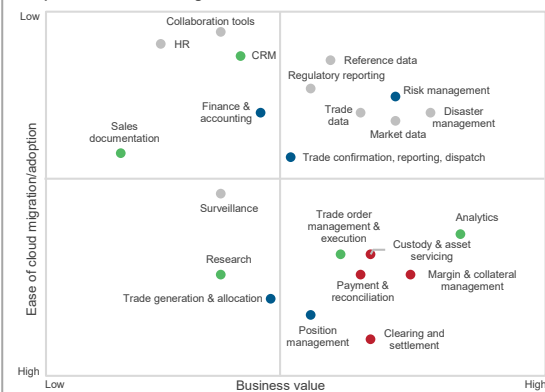 Low
Collaboration tools
HR
CRM
Reference data
Regulatory reporting
Risk management
Finance &
accounting
Trade
data
Disaster
management
Market data
Sales
documentation
Trade confirmation, reporting, dispatch
Ease of cloud migration/adoption
Surveillance
Trade order
management &
execution
Analytics
Custody & asset
servicing
Research
Margin & collateral
management
Payment &
reconciliation
Trade generation & allocation
Position
management
Clearing and
settlement
High
Low
Business value
High